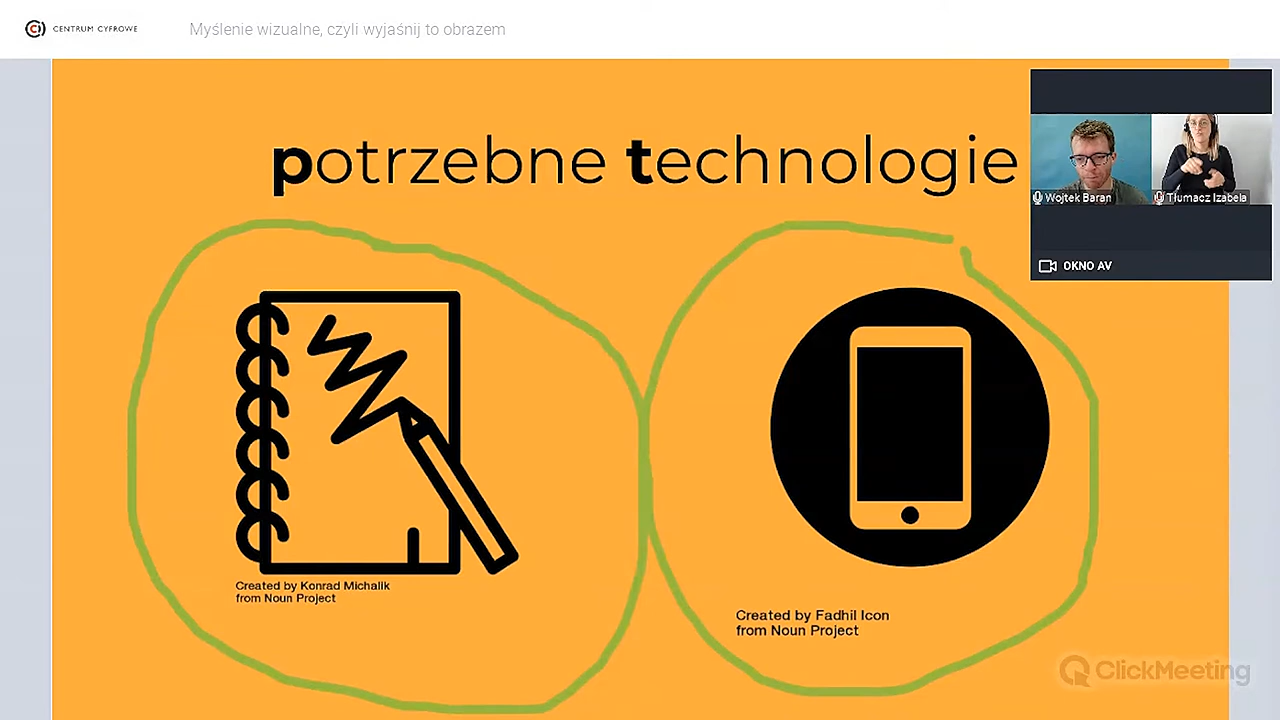 CENTRUM CYFROWE
Myślenie wizualne, czyli wyjaśnij to obrazem
potrzebne technologie
Wojtek Baran
Tłumacz Izabela
OKNO AV
Created by Konrad Michalik
from Noun Project
Created by Fadhil Icon
from Noun Project
ClickMeeting